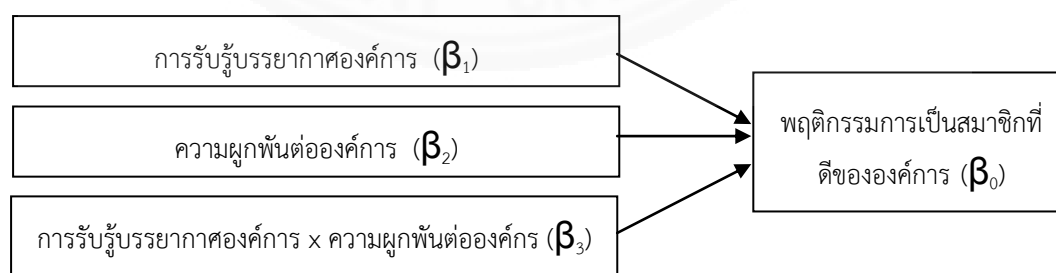 การรับรู้บรรยากาศองค์การ (β₁)
ความผูกพันต่อองค์การ (β₂)
การรับรู้บรรยากาศองค์การ x ความผูกพันต่อองค์กร (β₃)
พฤติกรรมการเป็นสมาชิกที่
ดีขององค์การ (β₀)